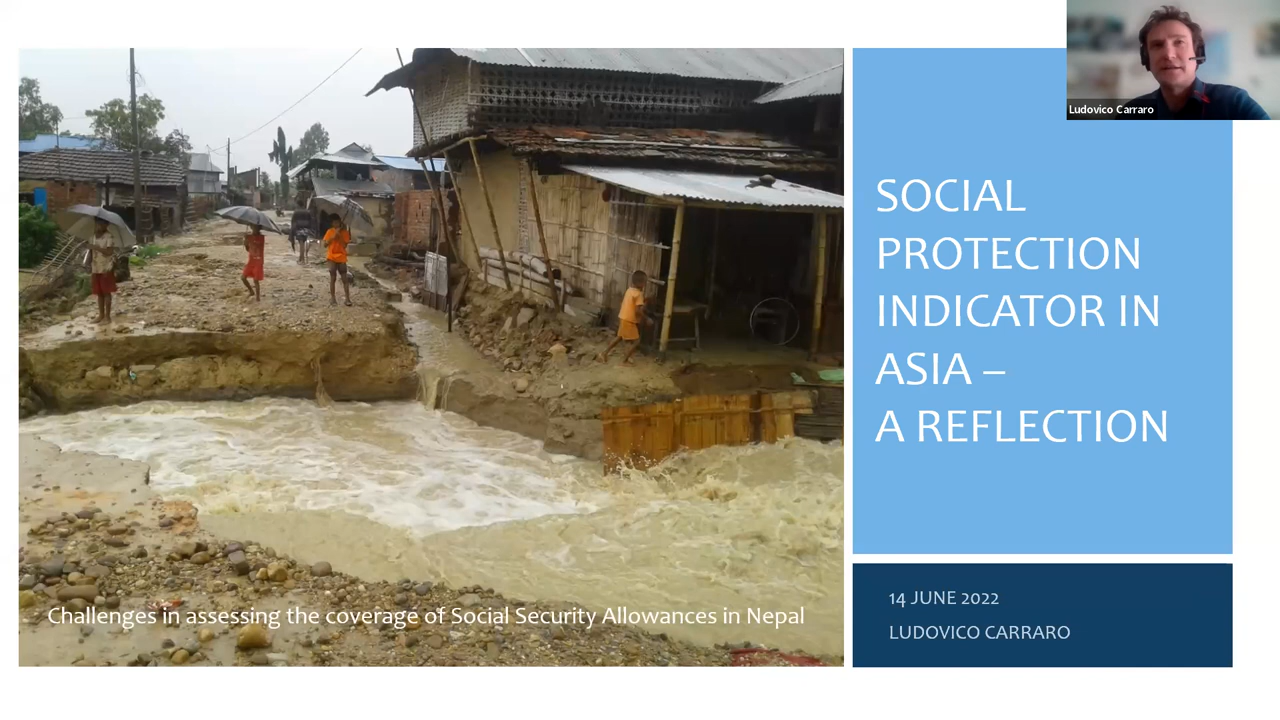 Ludovico Carraro
SOCIAL
PROTECTION
INDICATOR IN
ASIA –
A REFLECTION
Challenges in assessing the coverage of Social Security Allowances in Nepal
14 JUNE 2022
LUDOVICO CARRARO